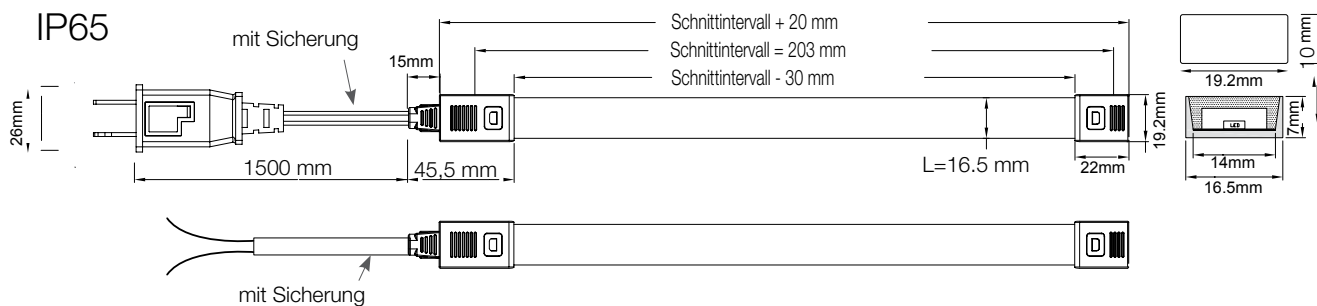 IP65
mit Sicherung
15mm
Schnittintervall + 20 mm
Schnittintervall = 203 mm
Schnittintervall - 30 mm
10 mm
19.2mm
26mm
19.2mm
LED
7mm
1500 mm
45,5 mm
L=16.5 mm
22mm
14mm
16.5mm
mit Sicherung